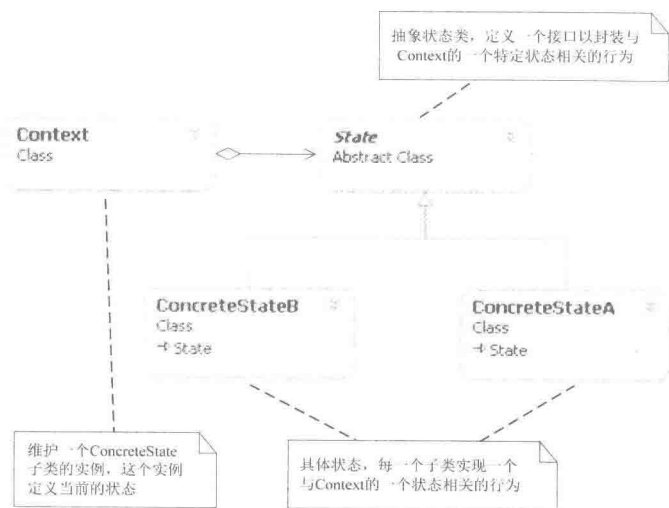 抽象状态类，定义一个接口以封装与
Context的一个特定状态相关的行为
Context
Class
State
Abstract Class
ConcreteStateB
Class
State
ConcreteStateA
Class
State
维护一个ConcreteState
子类的实例，这个实例
定义当前的状态
具体状态，每一个子类实现一个
与Context的一个状态相关的行为